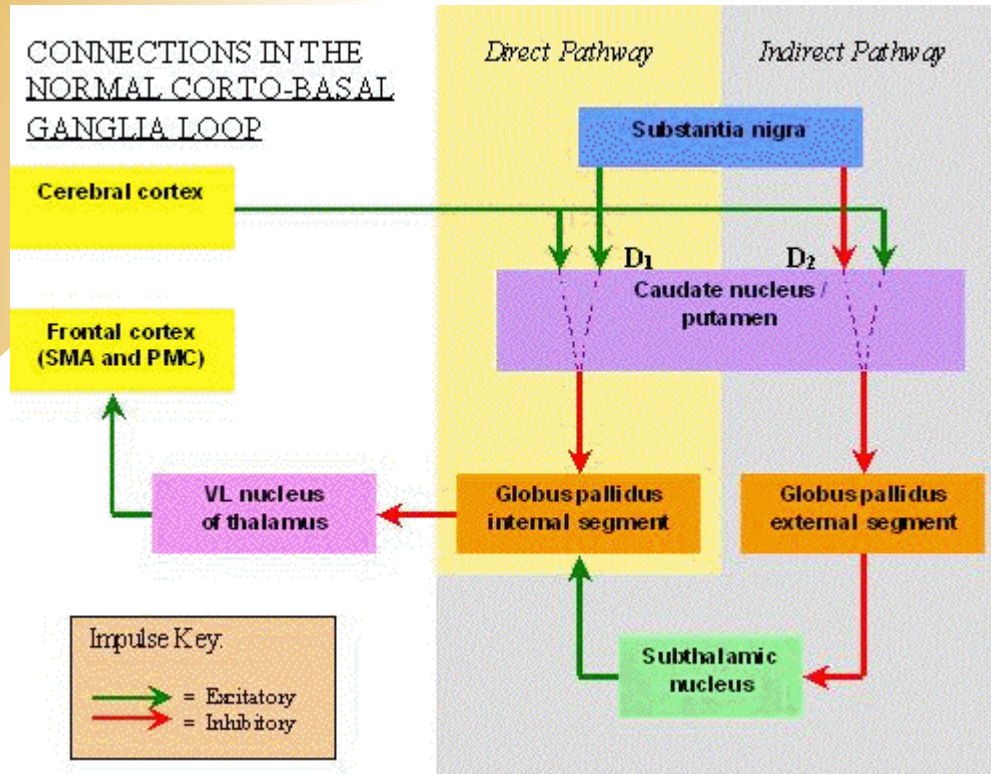 CONNECTIONS IN THE
NORMAL CORTO-BASAL
GANGLIA LOOP
Direct Pathway
Indirect Pathway
Substantia nigra
Cerebral cortex
D1
D2
Caudate nucleus /
putamen
Frontal cortex
(SMA and PMC)
VL nucleus
of thalamus
Globus pallidus
internal segment
Globus pallidus
external segment
Subthalamic
nucleus
Impulse Key:
= Excitatory
= Inhibitory